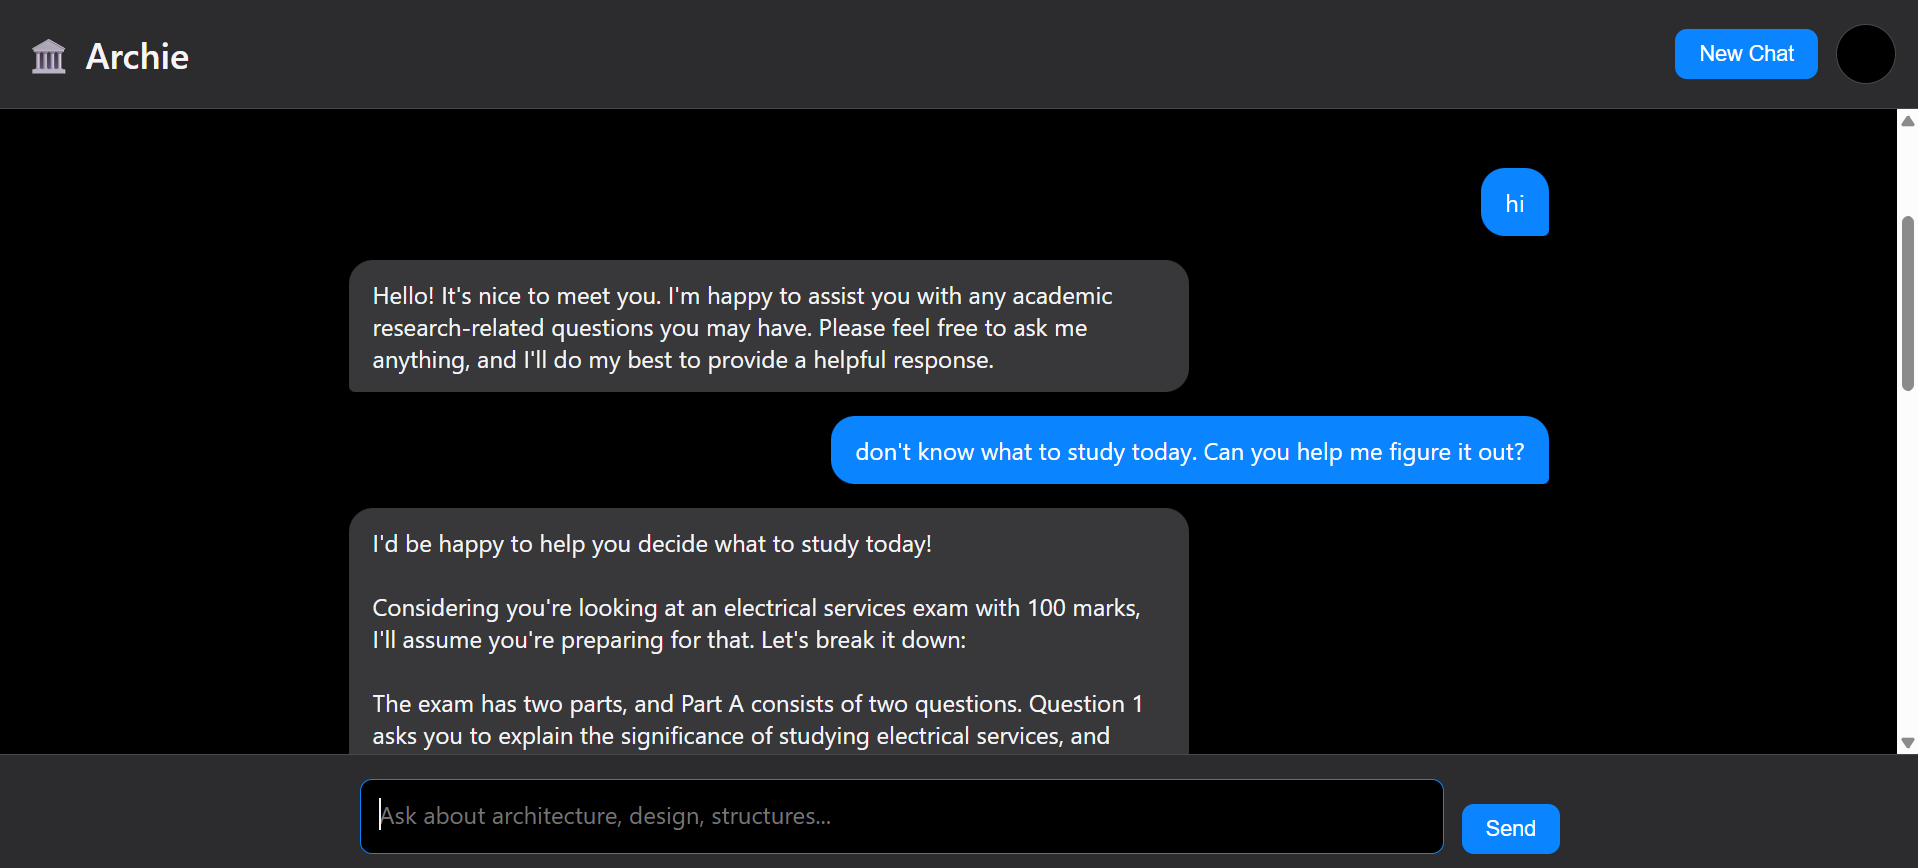 Archie
New Chat
hi
Hello! It's nice to meet you. I'm happy to assist you with any academic
research-related questions you may have. Please feel free to ask me
anything, and I'll do my best to provide a helpful response.
don't know what to study today. Can you help me figure it out?
I'd be happy to help you decide what to study today!
Considering you're looking at an electrical services exam with 100 marks,
I'll assume you're preparing for that. Let's break it down:
The exam has two parts, and Part A consists of two questions. Question 1
asks you to explain the significance of studying electrical services, and
Ask about architecture, design, structures...
Send